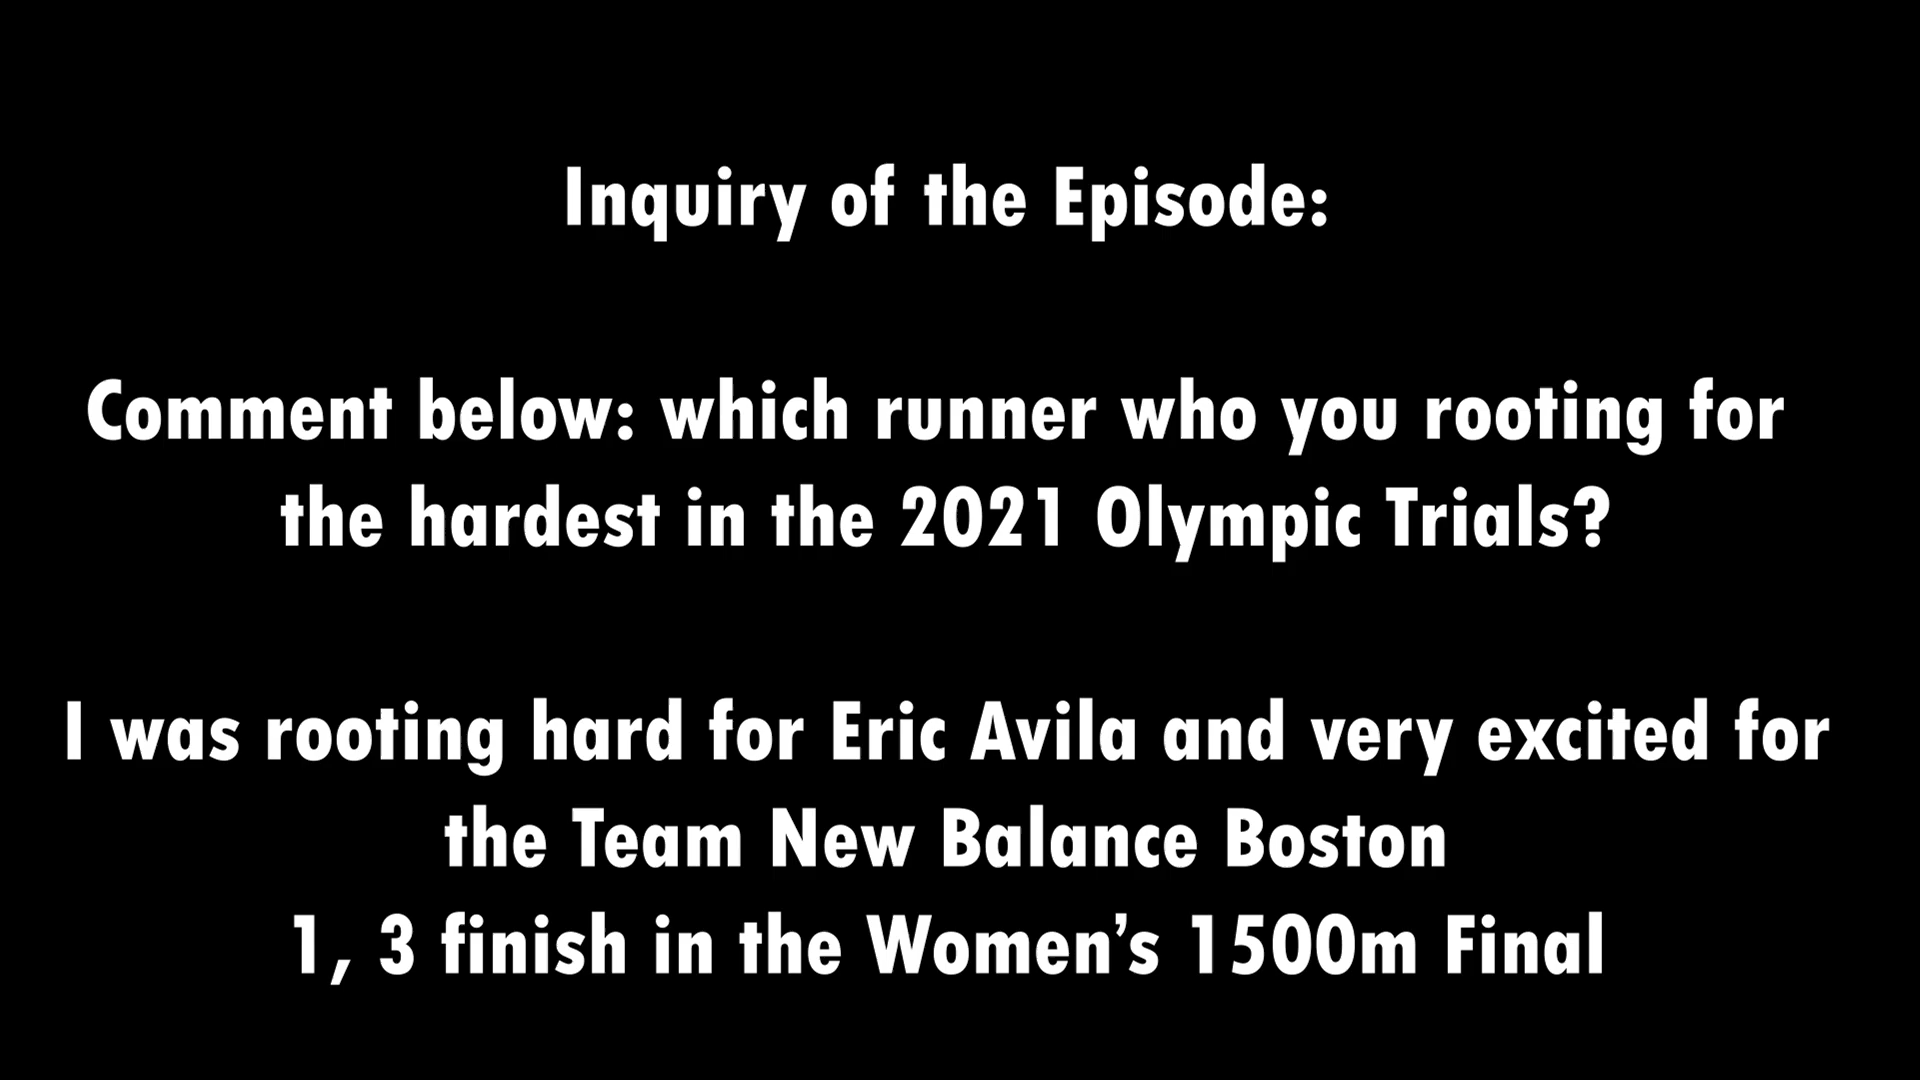 Inquiry of the Episode:
Comment below: which runner who you rooting for
the hardest in the 2021 Olympic Trials?
I was rooting hard for Eric Avila and very excited for
the Team New Balance Boston
1, 3 finish in the Women’s 1500m Final